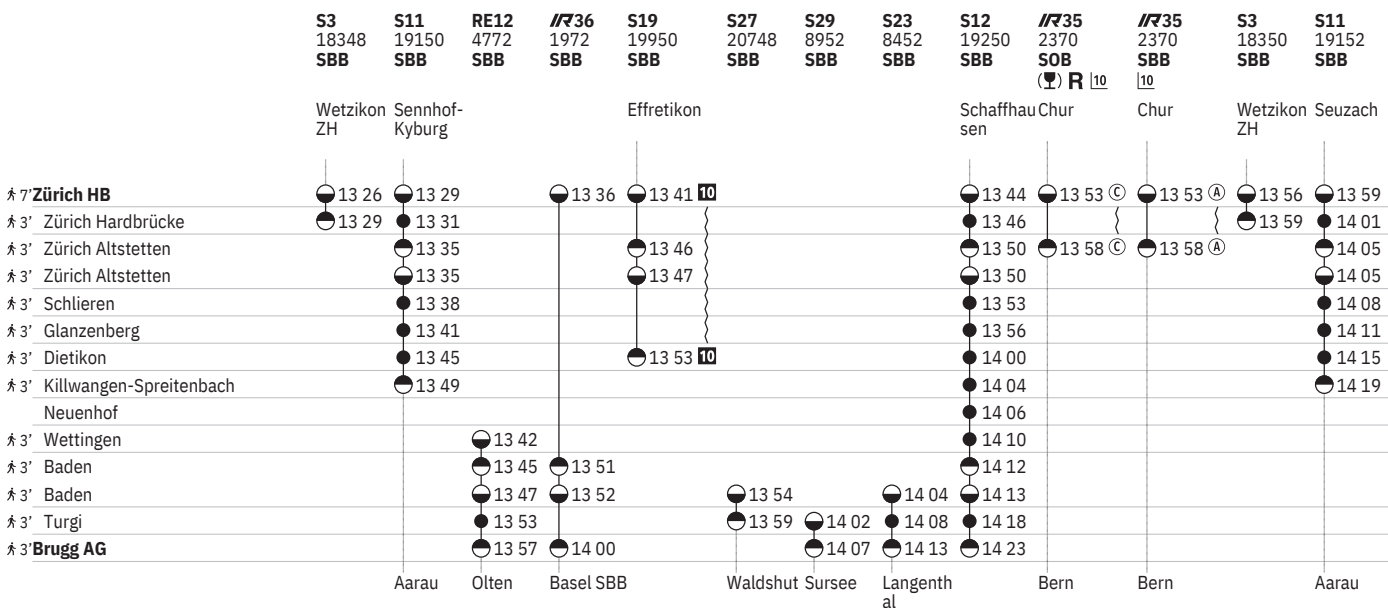 S3 S11 RE12 IR36 S19 S27 S29 S23 S12 IR35 IR35 S3 S11
18348 19150 4772 1972 19950 20748 8952 8452 19250 2370 2370 18350 19152
SBB SBB SBB SBB SBB SBB SBB SBB SBB SOB SBB SBB SBB
R 10 10
Wetzikon Sennhof- Effretikon Schaffhau Chur Chur Wetzikon Seuzach
ZH Kyburg sen ZH
7' Zürich HB 13 26 13 29 13 36 13 41 10 13 44 13 53 C 13 53 A 13 56 13 59
3' Zürich Hardbrücke 13 29 13 31 13 46 13 59 14 01
3' Zürich Altstetten 13 35 13 46 13 50 13 58 C 13 58 A 14 05
3' Zürich Altstetten 13 35 13 47 13 50 14 05
3' Schlieren 13 38 13 53 14 08
3' Glanzenberg 13 41 13 56 14 11
3' Dietikon 13 45 13 53 10 14 00 14 15
3' Killwangen-Spreitenbach 13 49 14 04 14 19
Neuenhof 14 06
3' Wettingen 13 42 14 10
3' Baden 13 45 13 51 14 12
3' Baden 13 47 13 52 13 54 14 04 14 13
3' Turgi 13 53 13 59 14 02 14 08 14 18
3' Brugg AG 13 57 14 00 14 07 14 13 14 23
Aarau Olten Basel SBB Waldshut Sursee Langenth Bern Bern Aarau
al